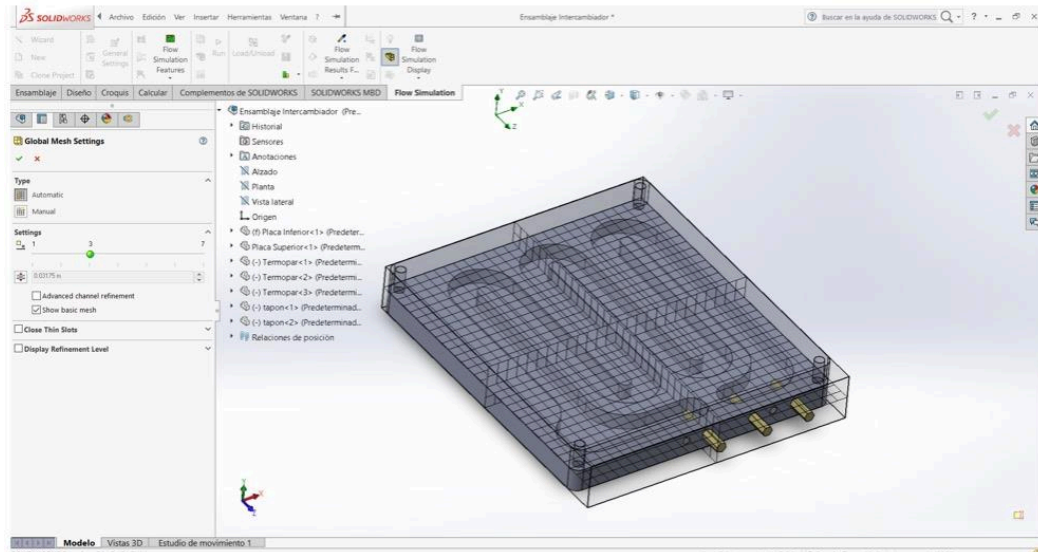 SOLIDWORKS Archivo Edición Ver Insertar Herramientas Ventana ? Ensamblaje Intercambiador * Buscar en la ayuda de SOLIDWORKS ?
Wizard
New
Clone Project
General Settings
Flow Simulation Features
Run
Load/Unload
Flow Simulation Results F...
Flow Simulation Display
Ensamblaje Diseño Croquis Calcular Complementos de SOLIDWORKS SOLIDWORKS MBD Flow Simulation
Global Mesh Settings
Type
Automatic
Manual
Settings
1 3 7
0.03175 m
Advanced channel refinement
Show basic mesh
Close Thin Slots
Display Refinement Level
Ensamblaje Intercambiador (Pre...
Historial
Sensores
Anotaciones
Alzado
Planta
Vista lateral
Origen
(f) Placa Inferior<1> (Predeter...
Placa Superior<1> (Predeterm...
(-) Termopar<1> (Predetermi...
(-) Termopar<2> (Predetermi...
(-) Termopar<3> (Predetermi...
(-) tapon<1> (Predeterminad...
(-) tapon<2> (Predeterminad...
Relaciones de posición
Y
X
Z
Y
X
Z
Modelo Vistas 3D Estudio de movimiento 1